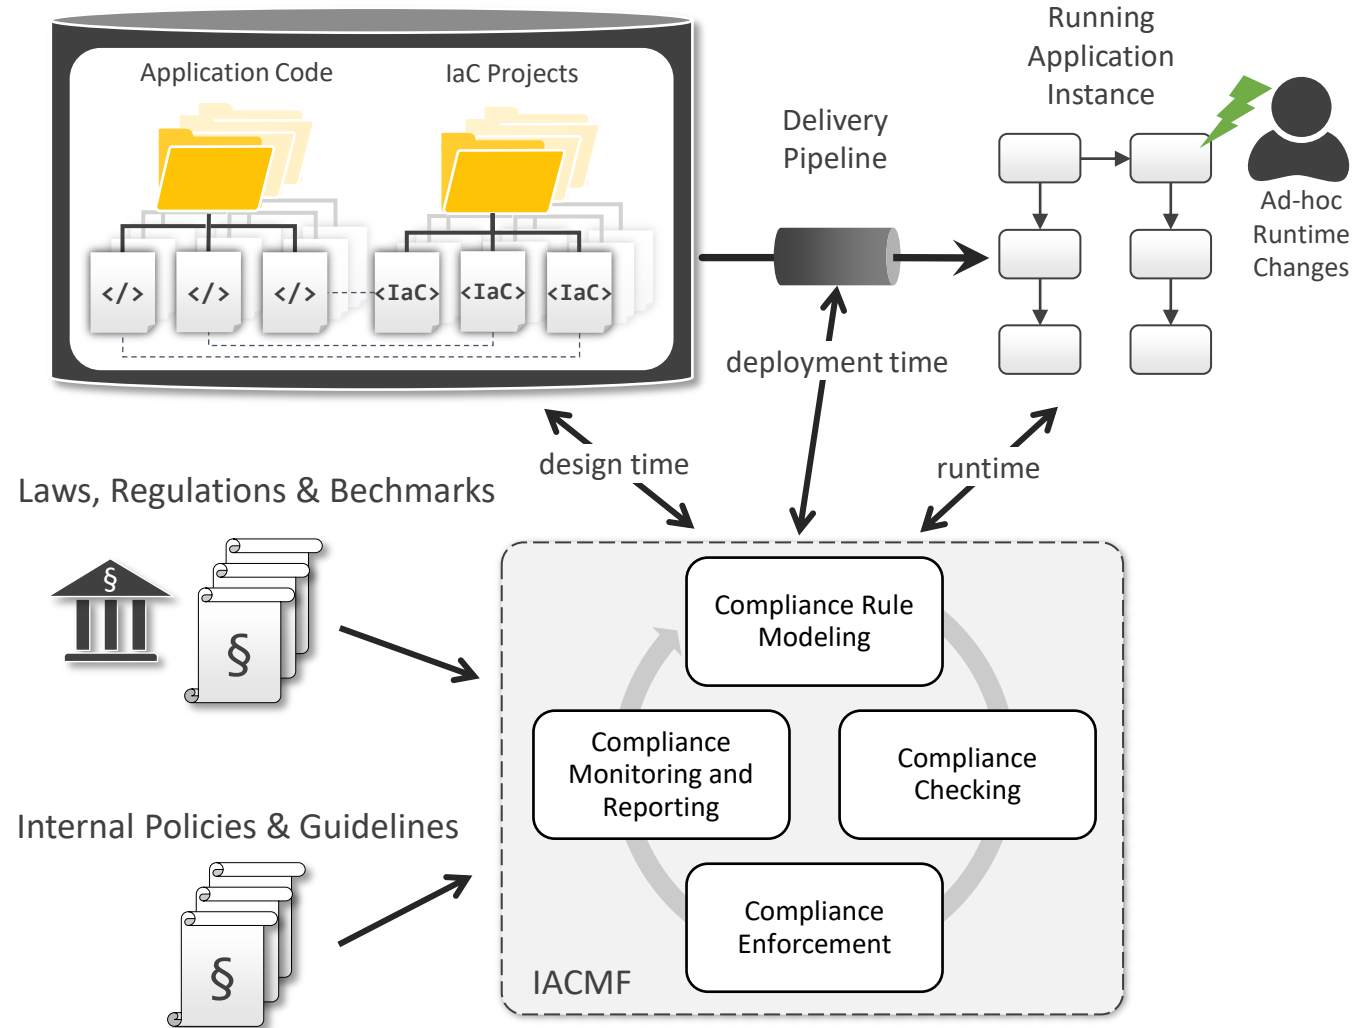 Application Code
IaC Projects
</>
</>
</>
<IaC>
<IaC>
<IaC>
Delivery
Pipeline
Running
Application
Instance
Ad-hoc
Runtime
Changes
deployment time
design time
runtime
Laws, Regulations & Bechmarks
§
§
Internal Policies & Guidelines
§
Compliance Rule
Modeling
Compliance
Monitoring and
Reporting
Compliance
Checking
Compliance
Enforcement
IACMF